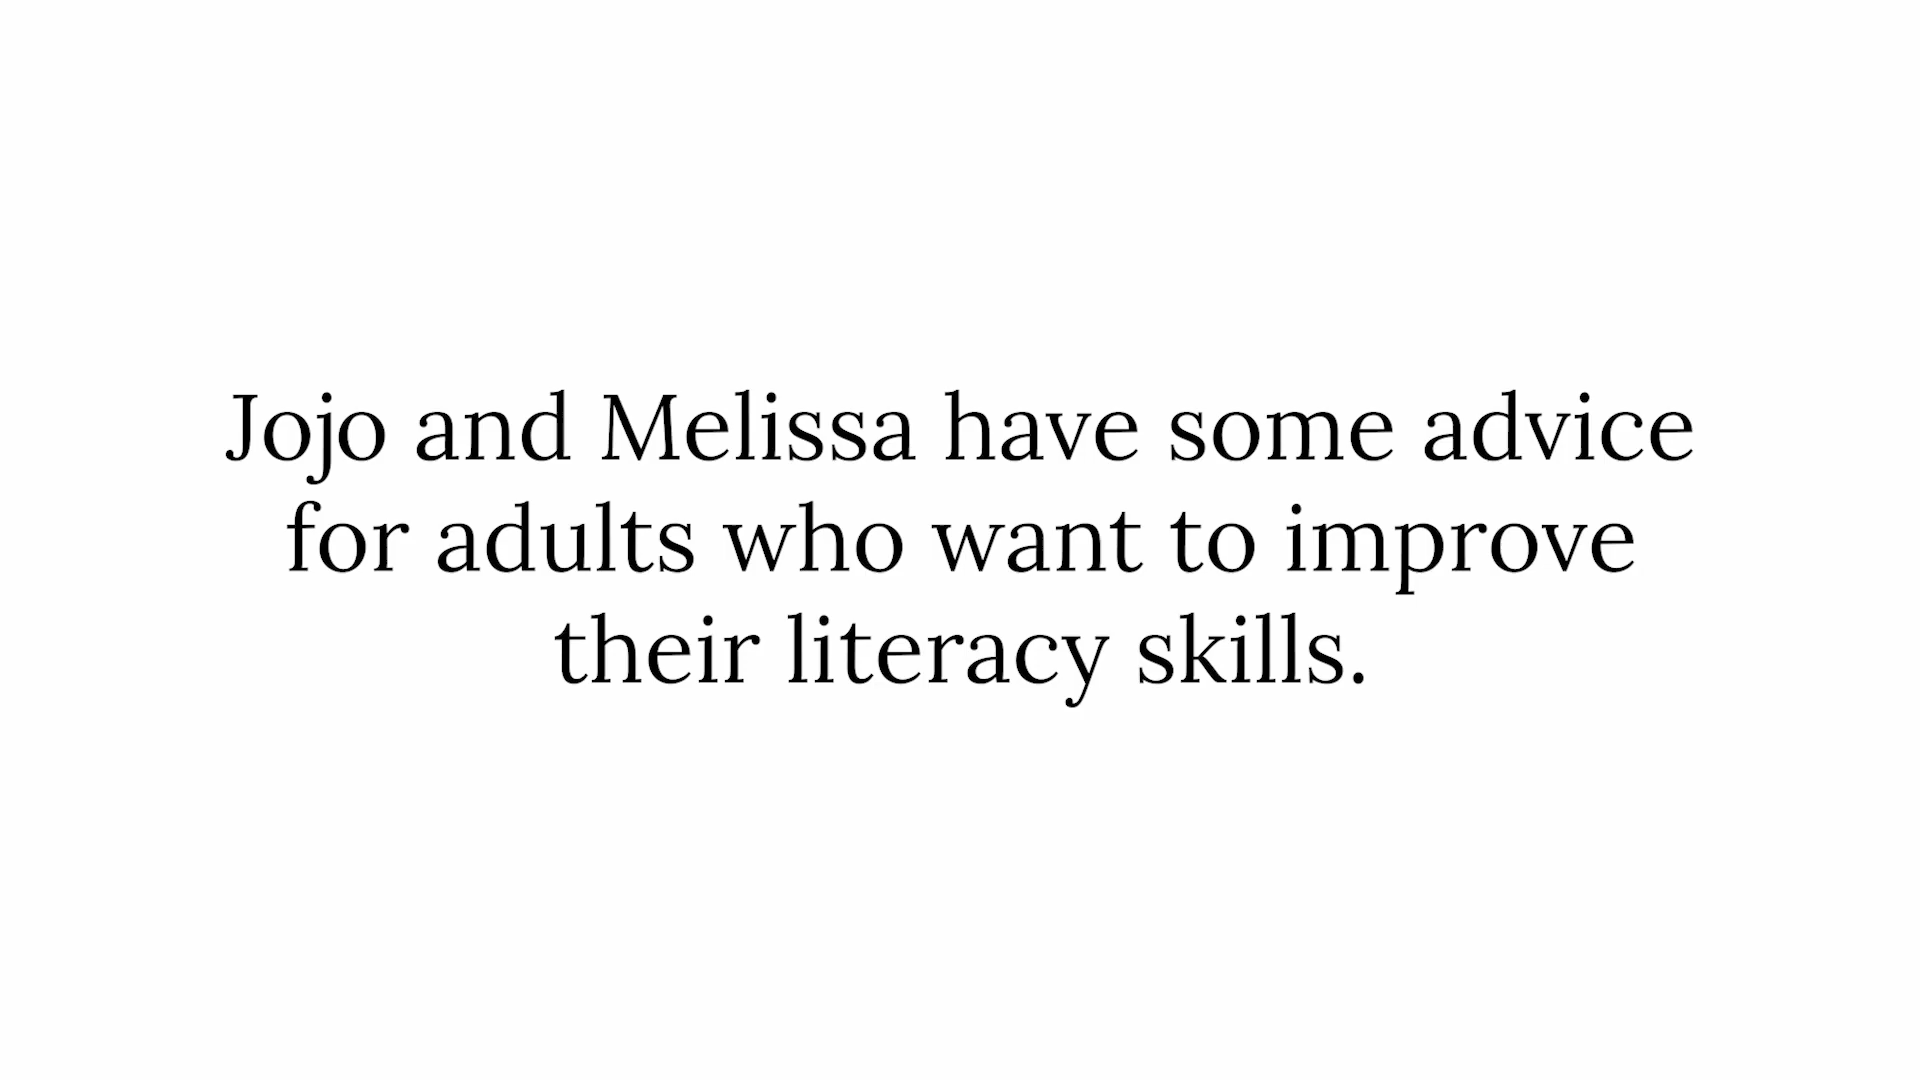 Jojo and Melissa have some advice
for adults who want to improve
their literacy skills.